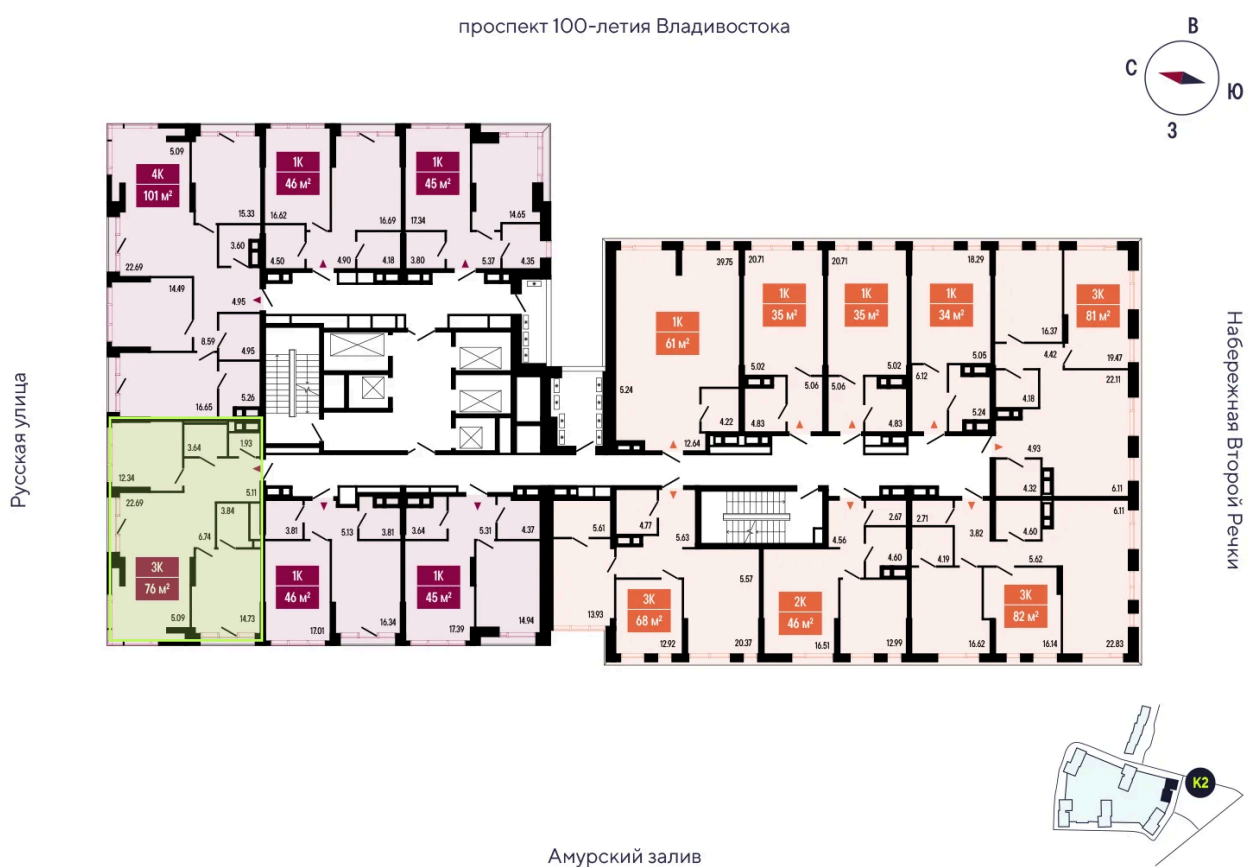 проспект 100-летия Владивостока
В
С
Ю
З
Русская улица
Набережная Второй Речки
4К
101 м²
5.09
15.33
3.60
22.69
14.49
4.95
8.59
4.95
16.65
5.26
1К
46 м²
16.62
16.69
4.50
4.90
4.18
1К
45 м²
17.34
14.65
3.80
5.37
4.35
39.75
1К
61 м²
5.24
4.22
12.64
20.71
1К
35 м²
5.02
5.06
4.83
20.71
1К
35 м²
5.02
5.06
4.83
18.29
1К
34 м²
5.05
6.12
5.24
3К
81 м²
16.37
4.42
19.47
22.11
4.18
4.93
4.32
6.11
3.64
1.93
12.34
22.69
5.11
3.84
6.74
3К
76 м²
5.09
14.73
3.81
5.13
3.81
1К
46 м²
17.01
16.34
3.64
5.31
4.37
1К
45 м²
17.39
14.94
5.61
4.77
5.63
5.57
3К
68 м²
13.93
12.92
20.37
2.67
4.56
4.60
2К
46 м²
16.51
12.99
2.71
3.82
4.60
6.11
4.19
5.62
3К
82 м²
16.62
16.14
22.83
К2
Амурский залив